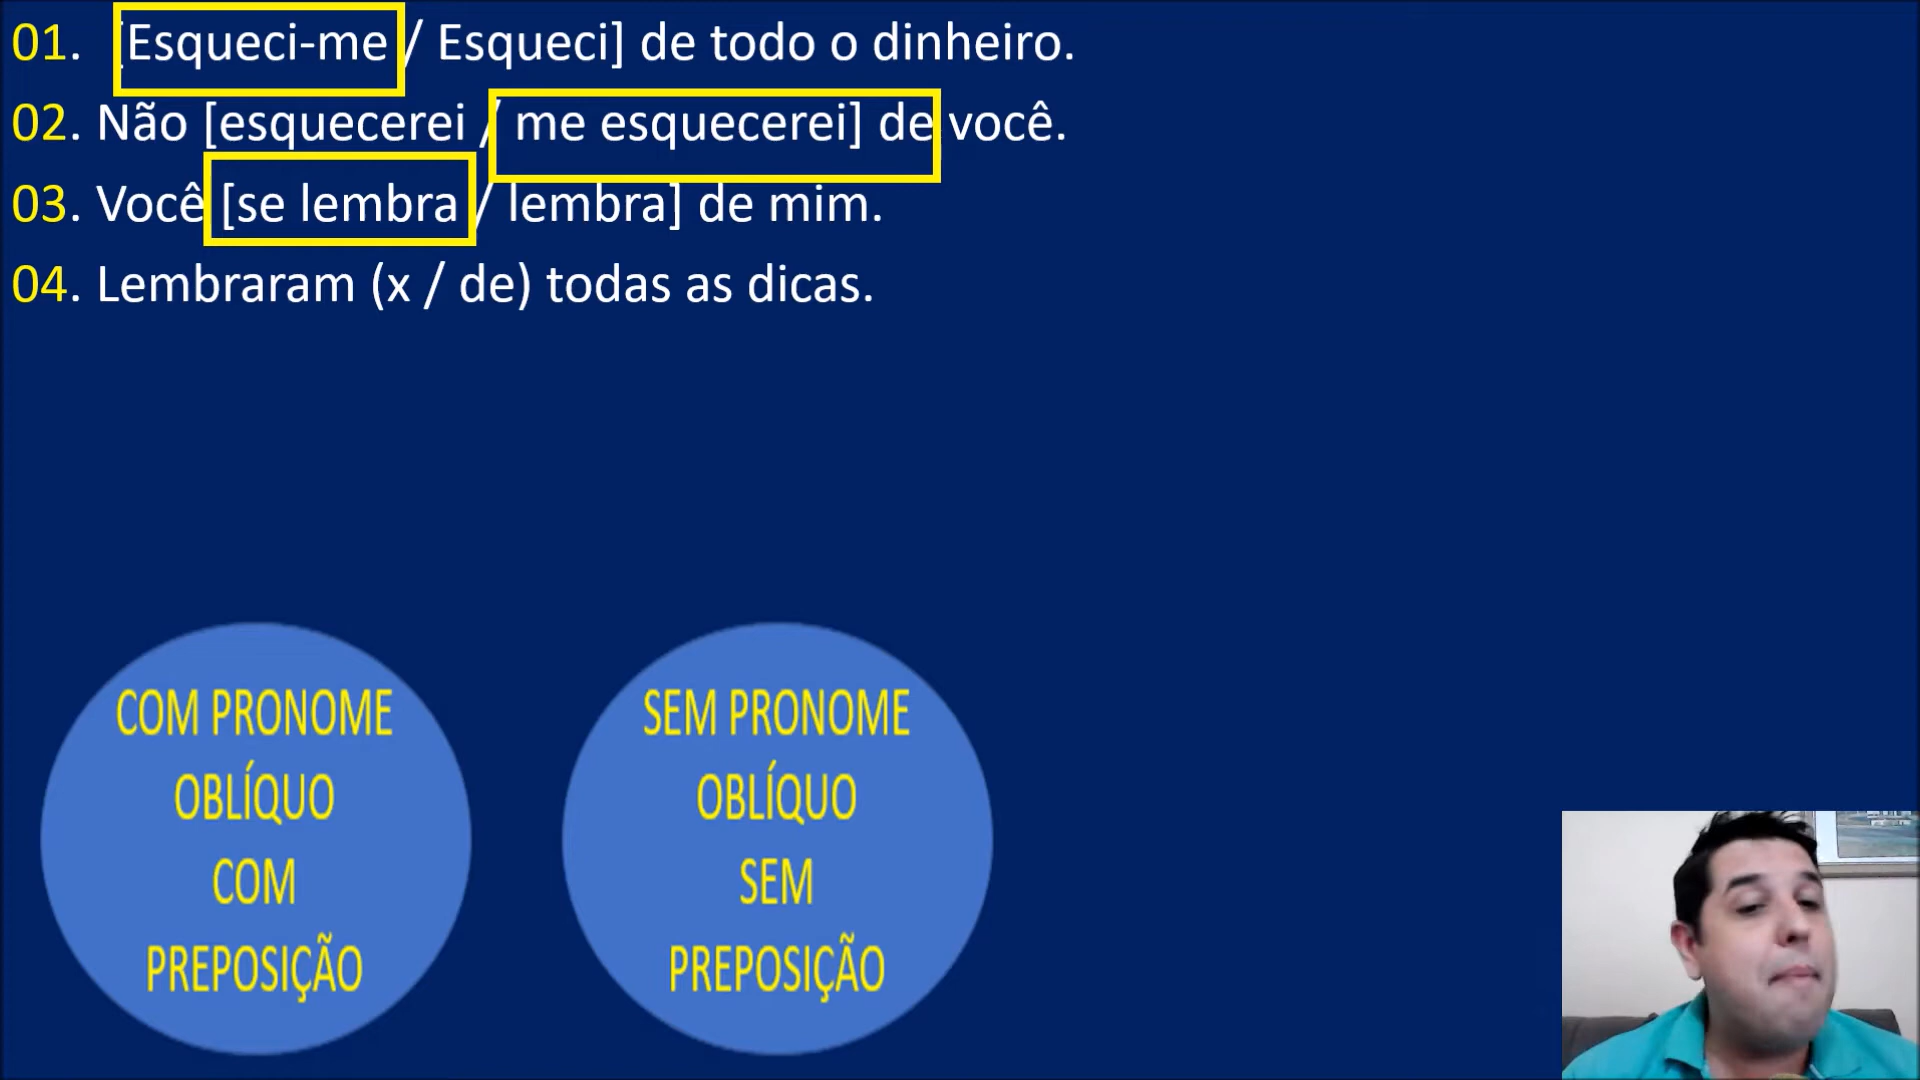 01. [Esqueci-me / Esqueci] de todo o dinheiro.
02. Não [esquecerei / me esquecerei] de você.
03. Você [se lembra / lembra] de mim.
04. Lembraram (x / de) todas as dicas.
COM PRONOME
OBLÍQUO
COM
PREPOSIÇÃO
SEM PRONOME
OBLÍQUO
SEM
PREPOSIÇÃO